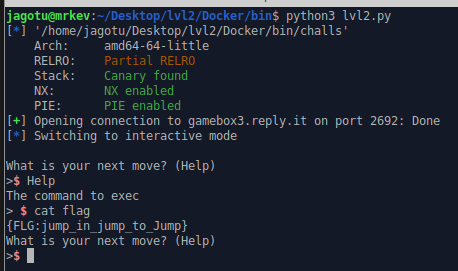 jagotu@mrkev:~/Desktop/lvl2/Docker/bin$ python3 lvl2.py
[*] '/home/jagotu/Desktop/lvl2/Docker/bin/challs'
    Arch:     amd64-64-little
    RELRO:    Partial RELRO
    Stack:    Canary found
    NX:       NX enabled
    PIE:      PIE enabled
[+] Opening connection to gamebox3.reply.it on port 2692: Done
[*] Switching to interactive mode

What is your next move? (Help)
>$ Help
The command to exec
> $ cat flag
{FLG:jump_in_jump_to_Jump}
What is your next move? (Help)
>$